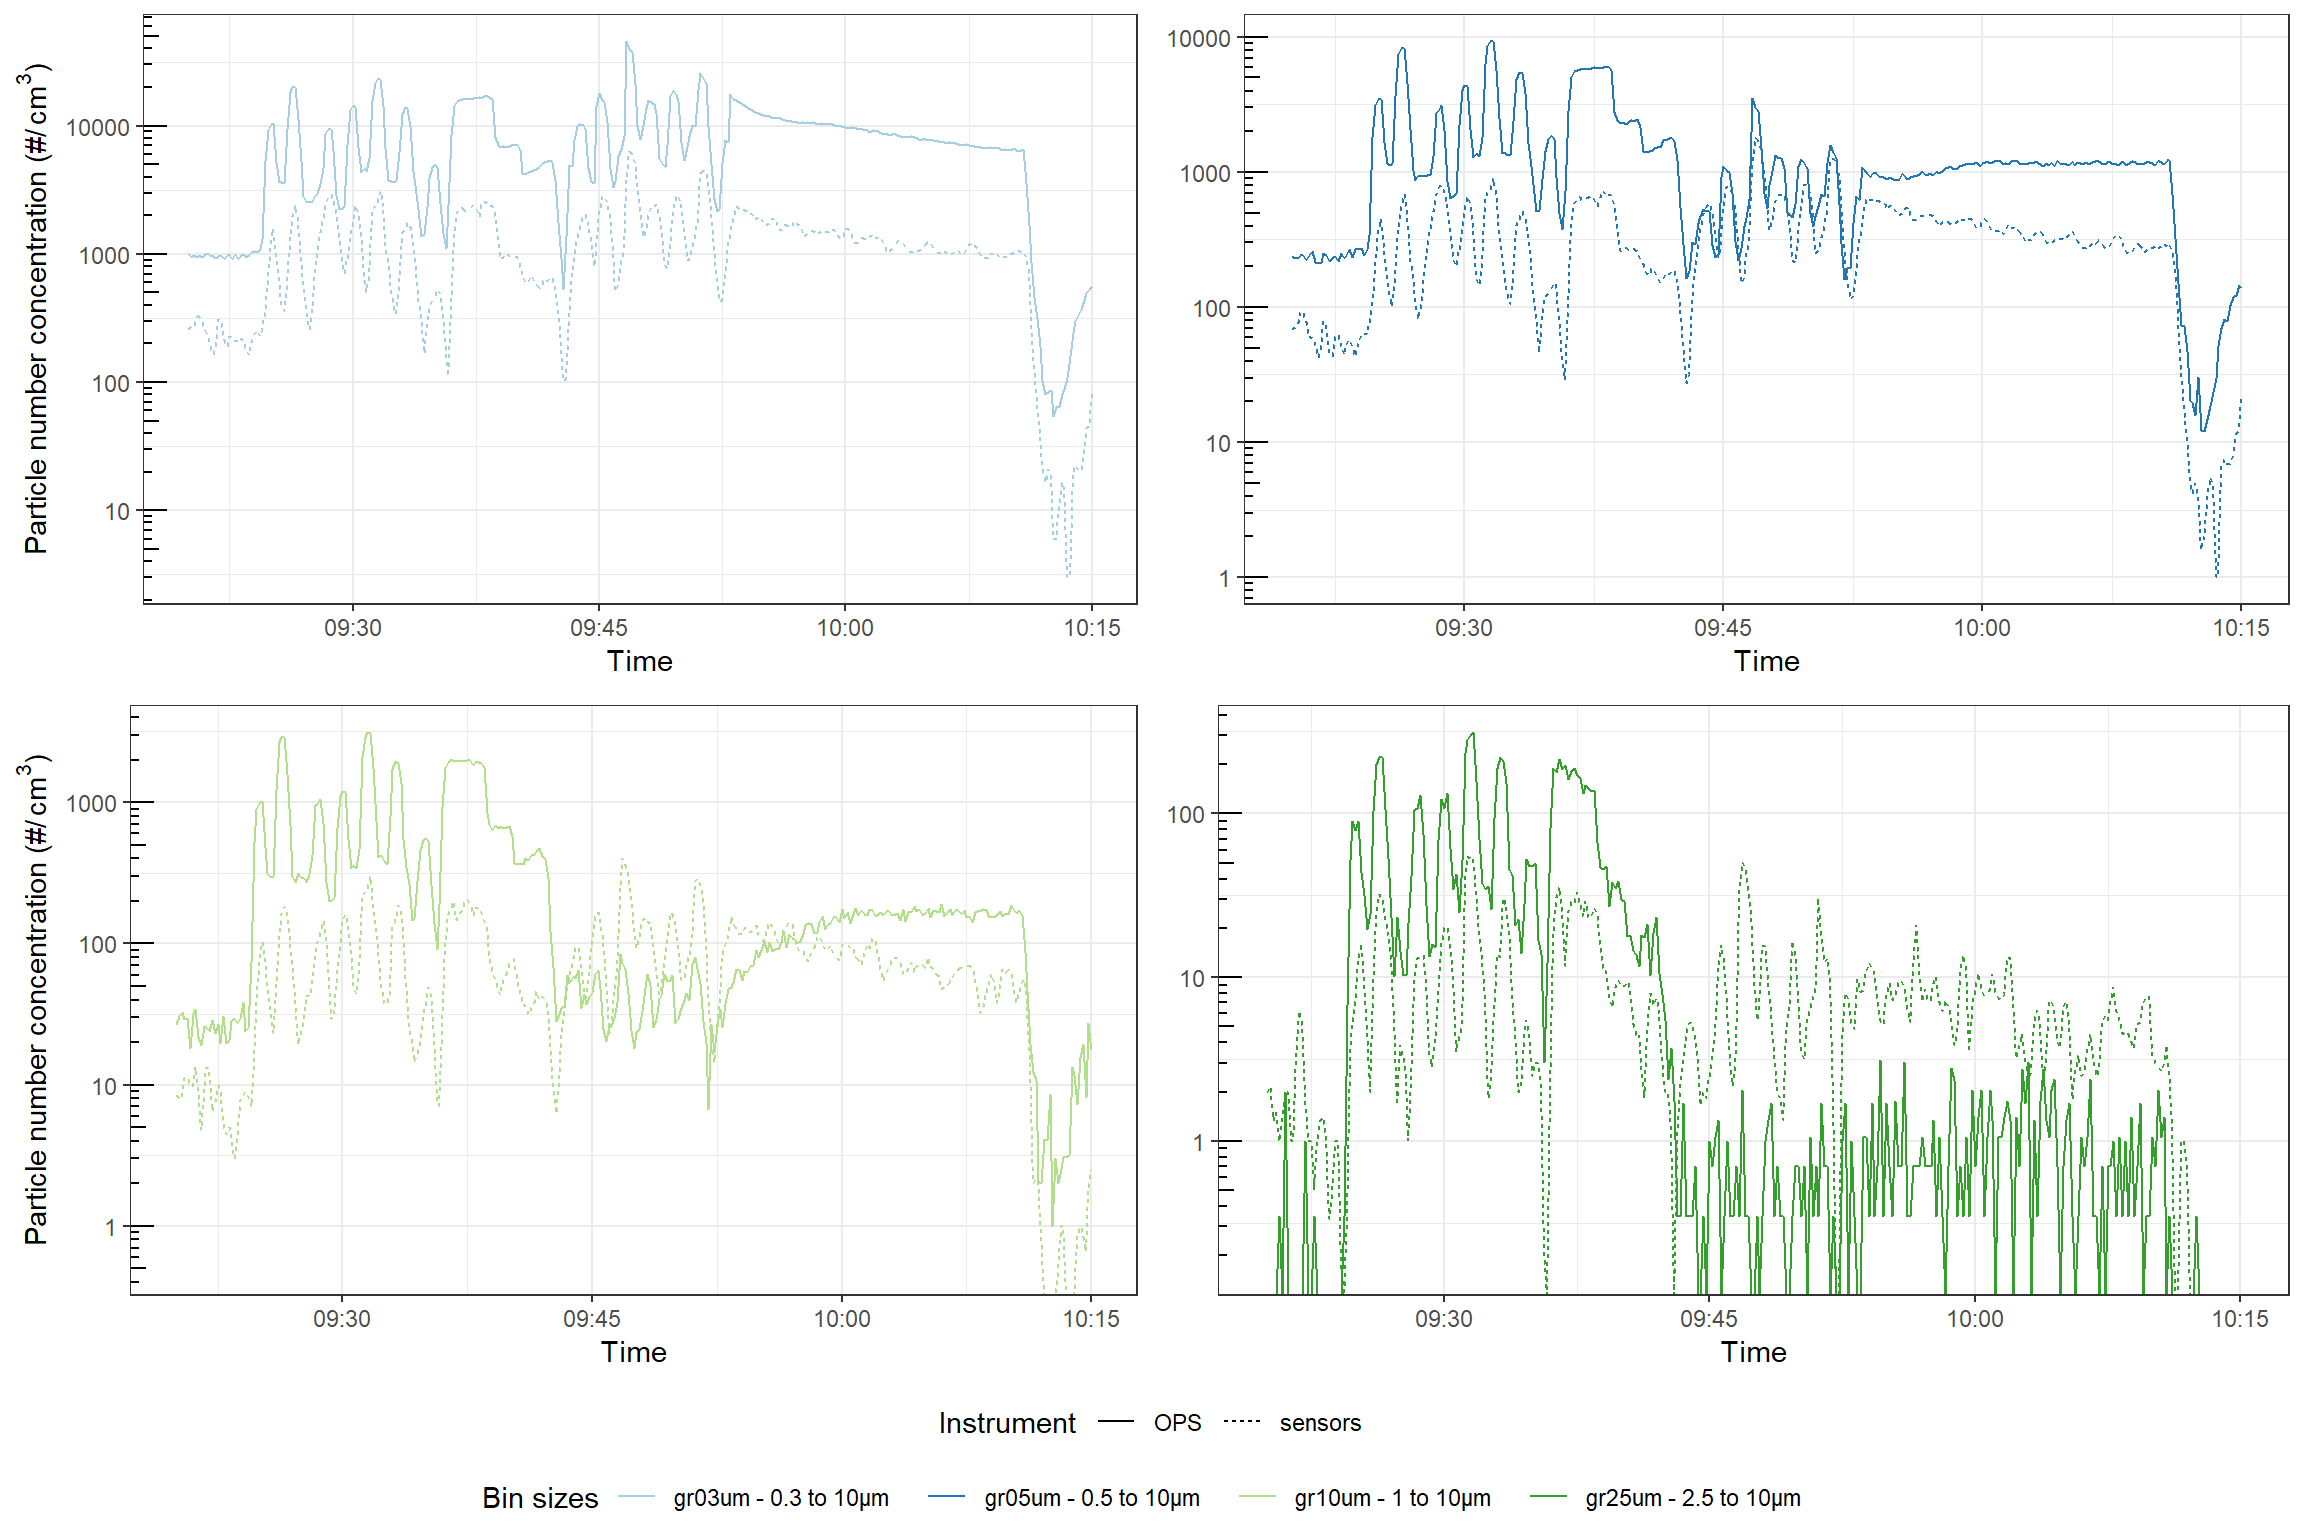 Particle number concentration (#/cm³)
10000
1000
100
10
09:30 09:45 10:00 10:15
Time
10000
1000
100
10
1
09:30 09:45 10:00 10:15
Time
Particle number concentration (#/cm³)
1000
100
10
1
09:30 09:45 10:00 10:15
Time
100
10
1
09:30 09:45 10:00 10:15
Time
Instrument OPS sensors
Bin sizes gr03um - 0.3 to 10µm gr05um - 0.5 to 10µm gr10um - 1 to 10µm gr25um - 2.5 to 10µm